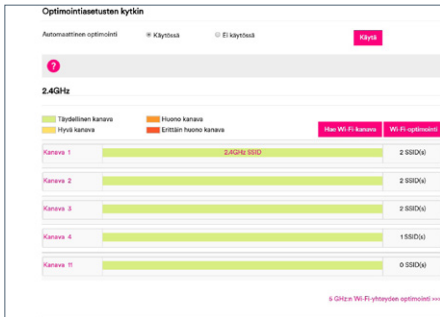 Optimointiasetusten kytkin
Automaattinen optimointi Käytössä Ei käytössä Käytä
?
2.4GHz
Täydellinen kanava Huono kanava
Hyvä kanava Erittäin huono kanava Hae Wi-Fi-kanava Wi-Fi-optimointi
Kanava 1 2.4GHz SSID 2 SSID(s)
Kanava 2 2 SSID(s)
Kanava 3 2 SSID(s)
Kanava 4 1 SSID(s)
Kanava 11 0 SSID(s)
5 GHz:n Wi-Fi-yhteyden optimointi >>>